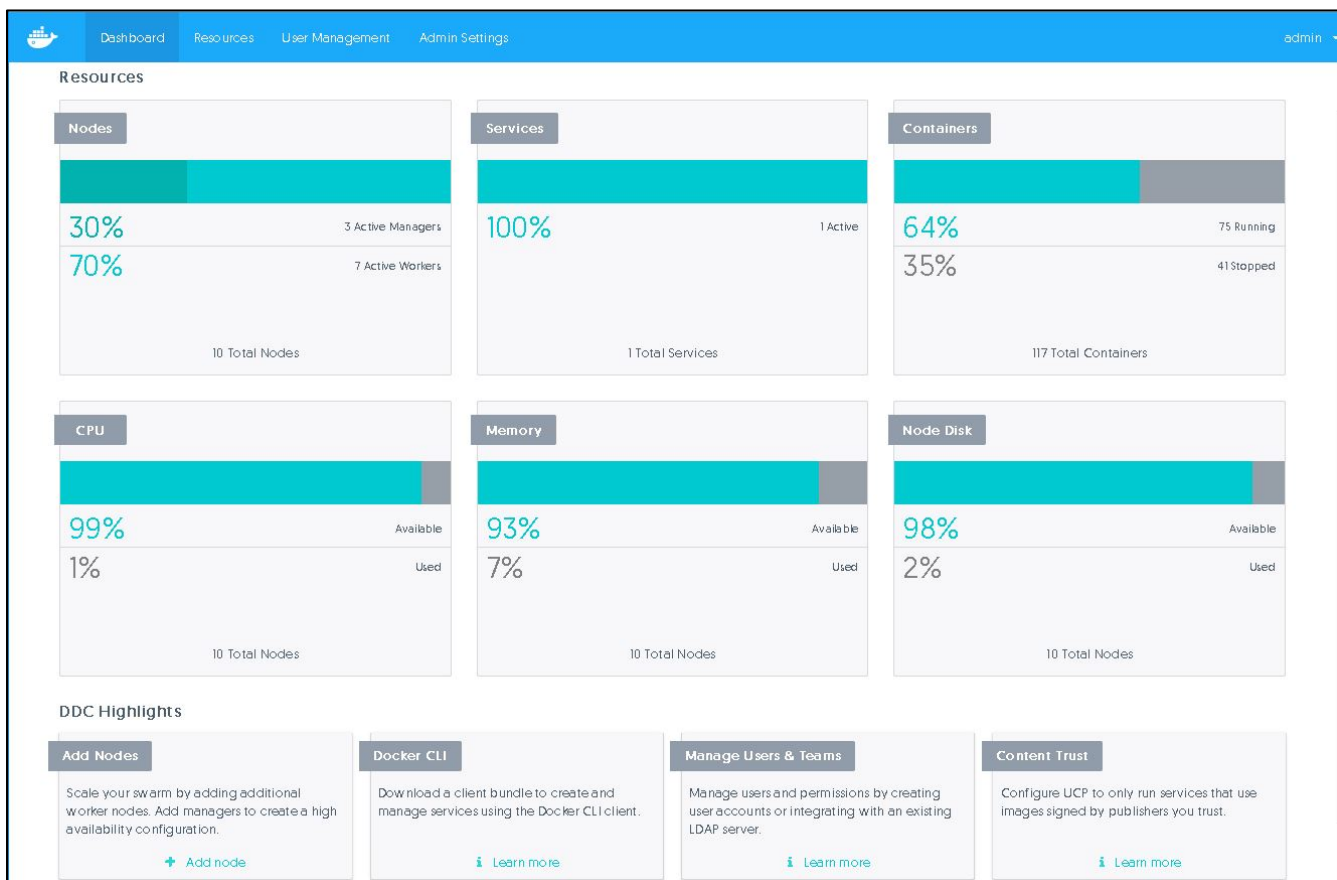 Dashboard Resources User Management Admin Settings admin
Resources
Nodes
30% 3 Active Managers
70% 7 Active Workers
10 Total Nodes
Services
100% 1 Active
1 Total Services
Containers
64% 75 Running
35% 41 Stopped
117 Total Containers
CPU
99% Available
1% Used
10 Total Nodes
Memory
93% Available
7% Used
10 Total Nodes
Node Disk
98% Available
2% Used
10 Total Nodes
DDC Highlights
Add Nodes
Scale your swarm by adding additional
worker nodes. Add managers to create a high
availability configuration.
Add node
Docker CLI
Download a client bundle to create and
manage services using the Docker CLI client.
Learn more
Manage Users & Teams
Manage users and permissions by creating
user accounts or integrating with an existing
LDAP server.
Learn more
Content Trust
Configure UCP to only run services that use
images signed by publishers you trust.
Learn more